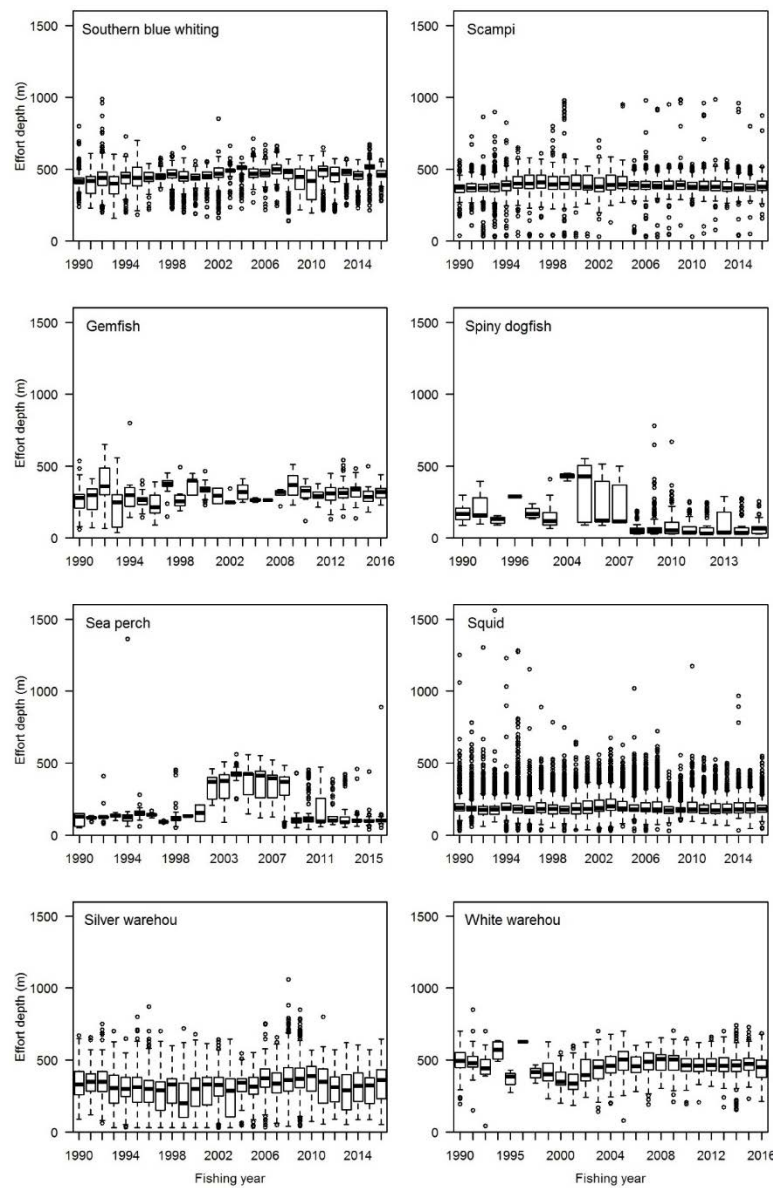 Southern blue whiting
Effort depth (m)
1500
1000
500
0
1990 1994 1998 2002 2006 2010 2014
Scampi
1500
1000
500
0
1990 1994 1998 2002 2006 2010 2014
Gemfish
Effort depth (m)
1500
1000
500
0
1990 1994 1998 2002 2006 2012 2016
Spiny dogfish
1500
1000
500
0
1990 1996 2004 2007 2010 2013
Sea perch
Effort depth (m)
1500
1000
500
0
1990 1994 1998 2003 2007 2011 2015
Squid
1500
1000
500
0
1990 1994 1998 2002 2006 2010 2014
Silver warehou
Effort depth (m)
1500
1000
500
0
1990 1994 1998 2002 2006 2010 2014
Fishing year
White warehou
1500
1000
500
0
1990 1995 2000 2004 2008 2012 2016
Fishing year